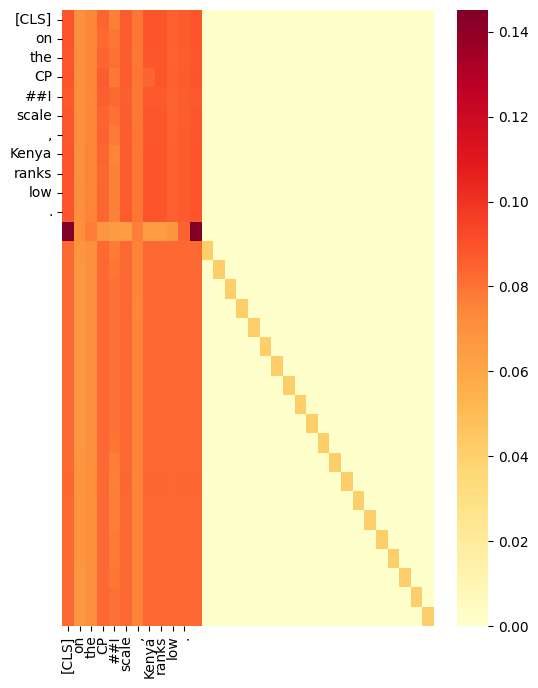 [CLS]
on
the
CP
##I
scale
,
Kenya
ranks
low
.
[CLS]
on
the
CP
##I
scale
,
Kenya
ranks
low
.
0.14
0.12
0.10
0.08
0.06
0.04
0.02
0.00